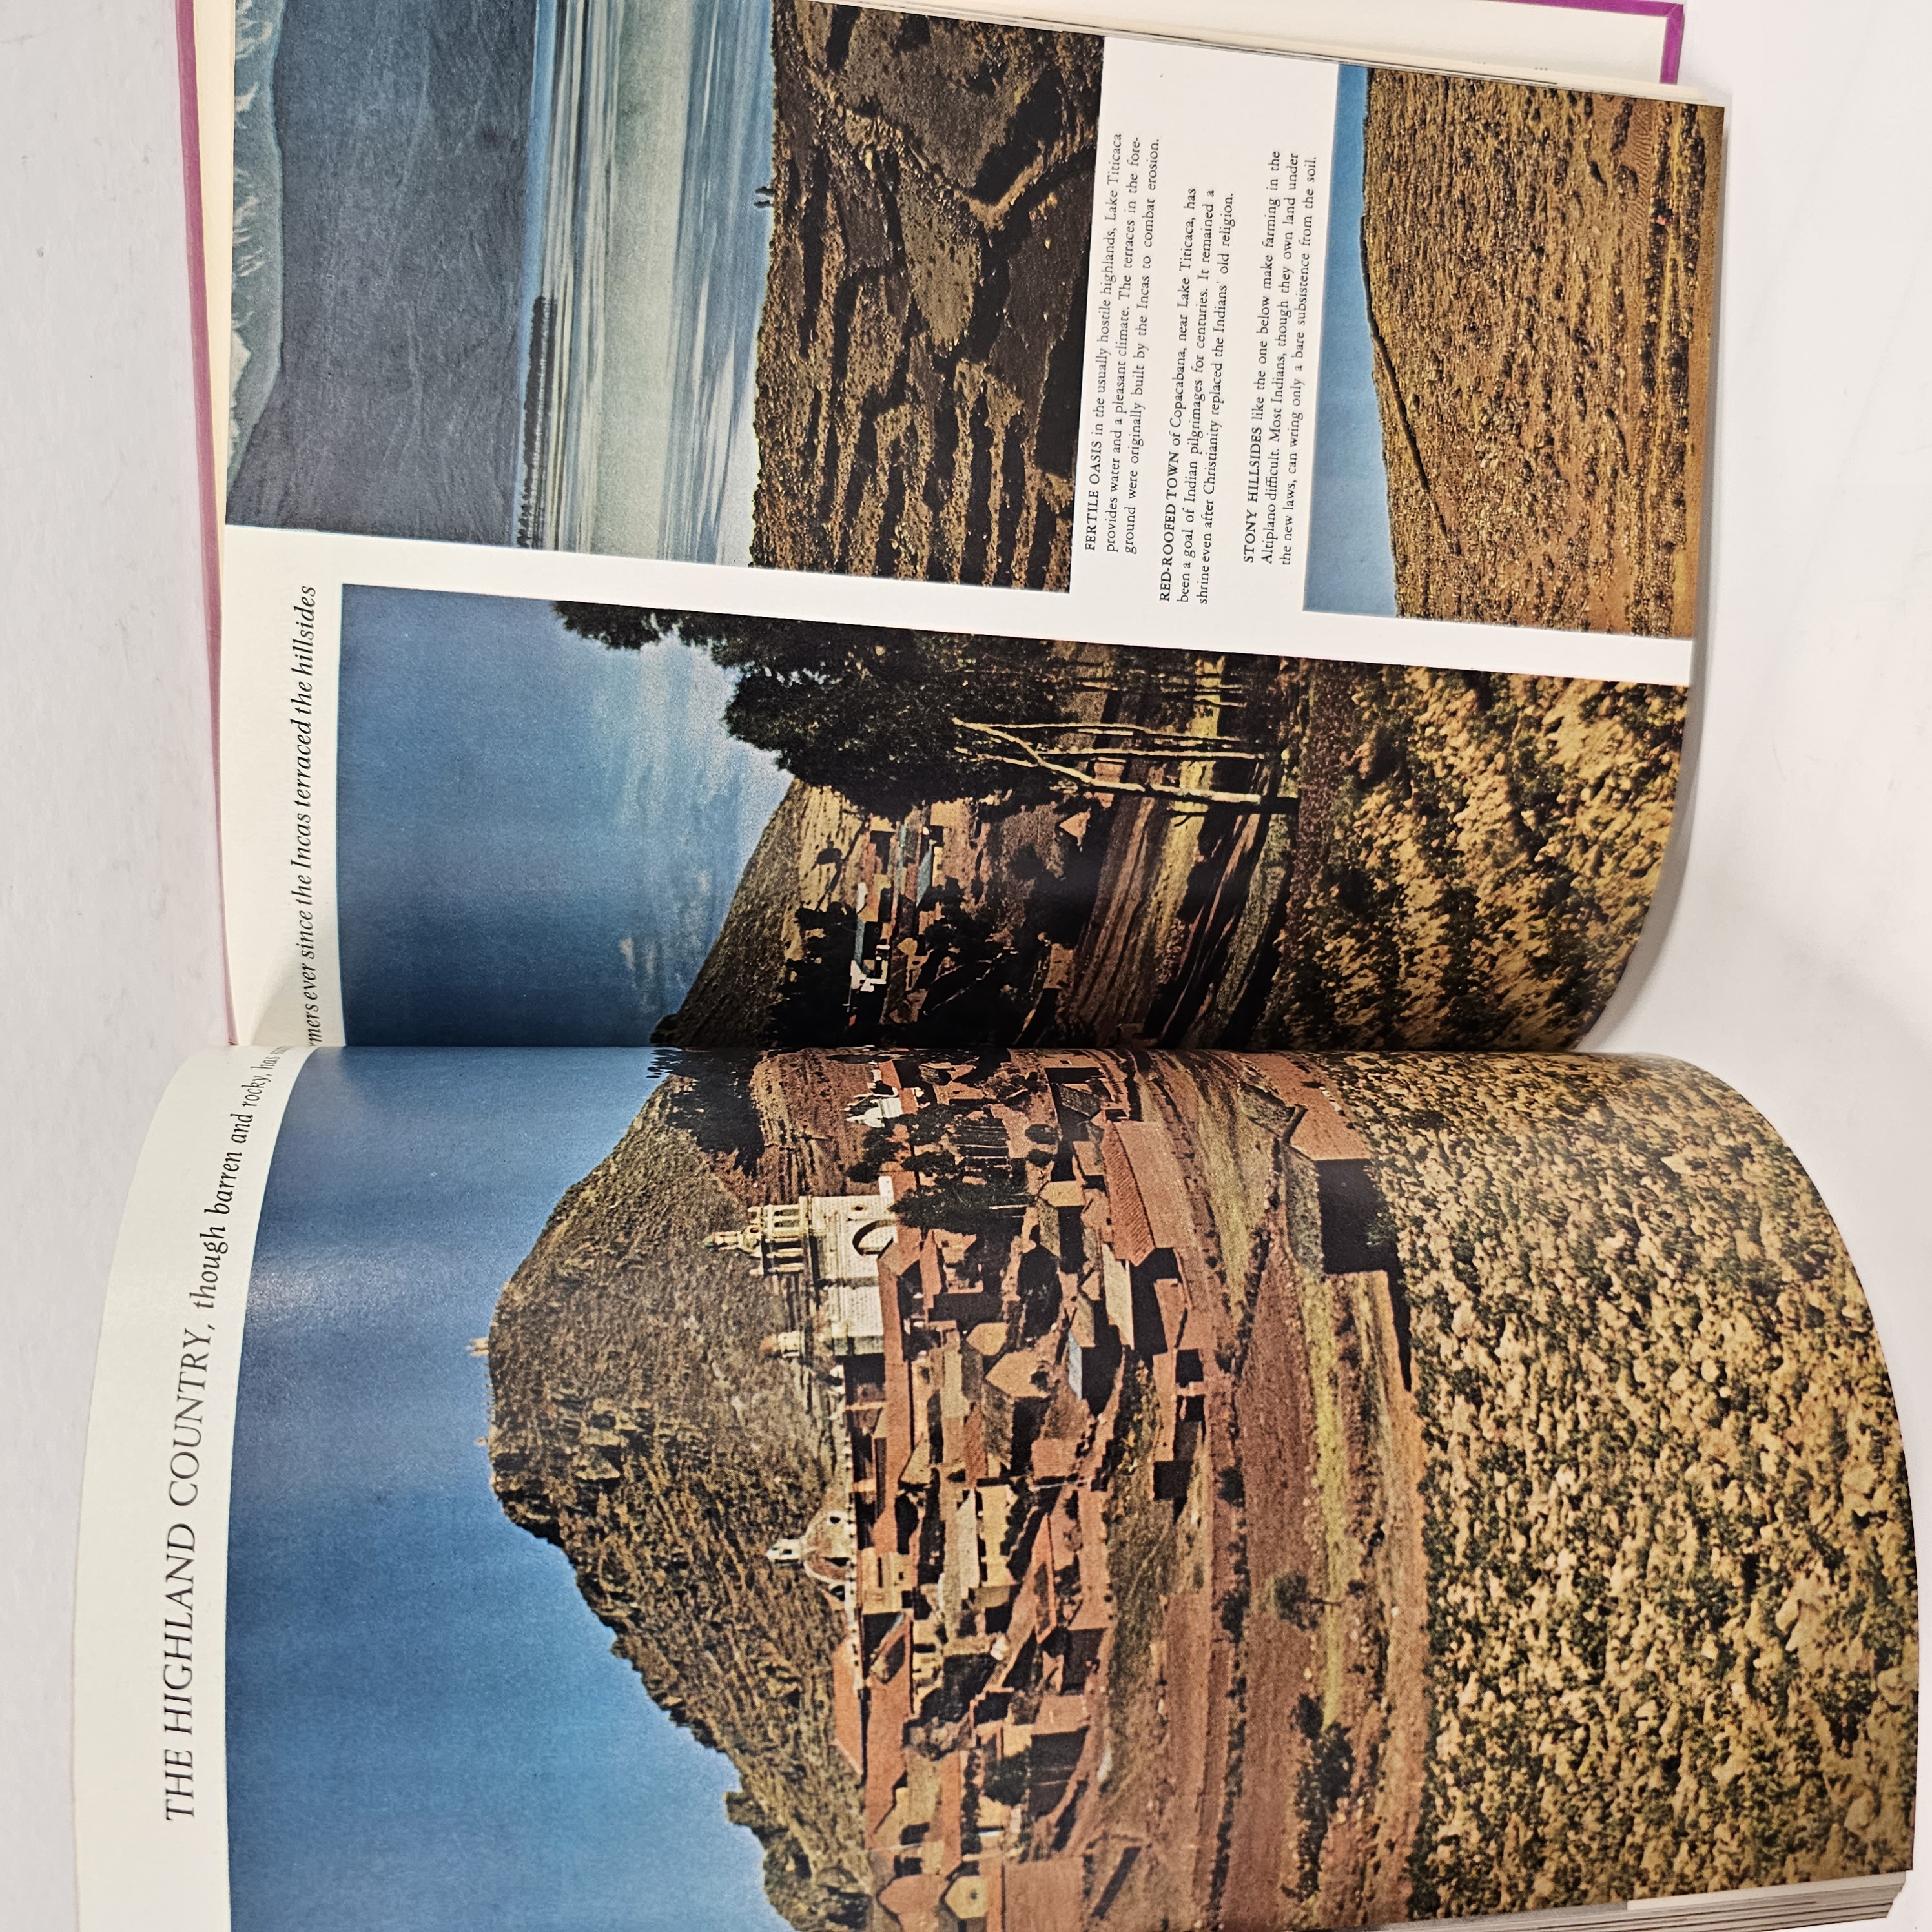 THE HIGHLAND COUNTRY, though barren and rocky, has
ever since the Incas terraced the hillsides
FERTILE OASIS in the usually hostile highlands, Lake Titicaca
provides water and a pleasant climate. The terraces in the fore-
ground were originally built by the Incas to combat erosion.
RED-ROOFED TOWN of Copacabana, near Lake Titicaca, has
been a goal of Indian pilgrimages for centuries. It remained a
shrine even after Christianity replaced the Indians' old religion.
STONY HILLSIDES like the one below make farming in the
Altiplano difficult. Most Indians, though they own land under
the new laws, can wring only a bare subsistence from the soil.